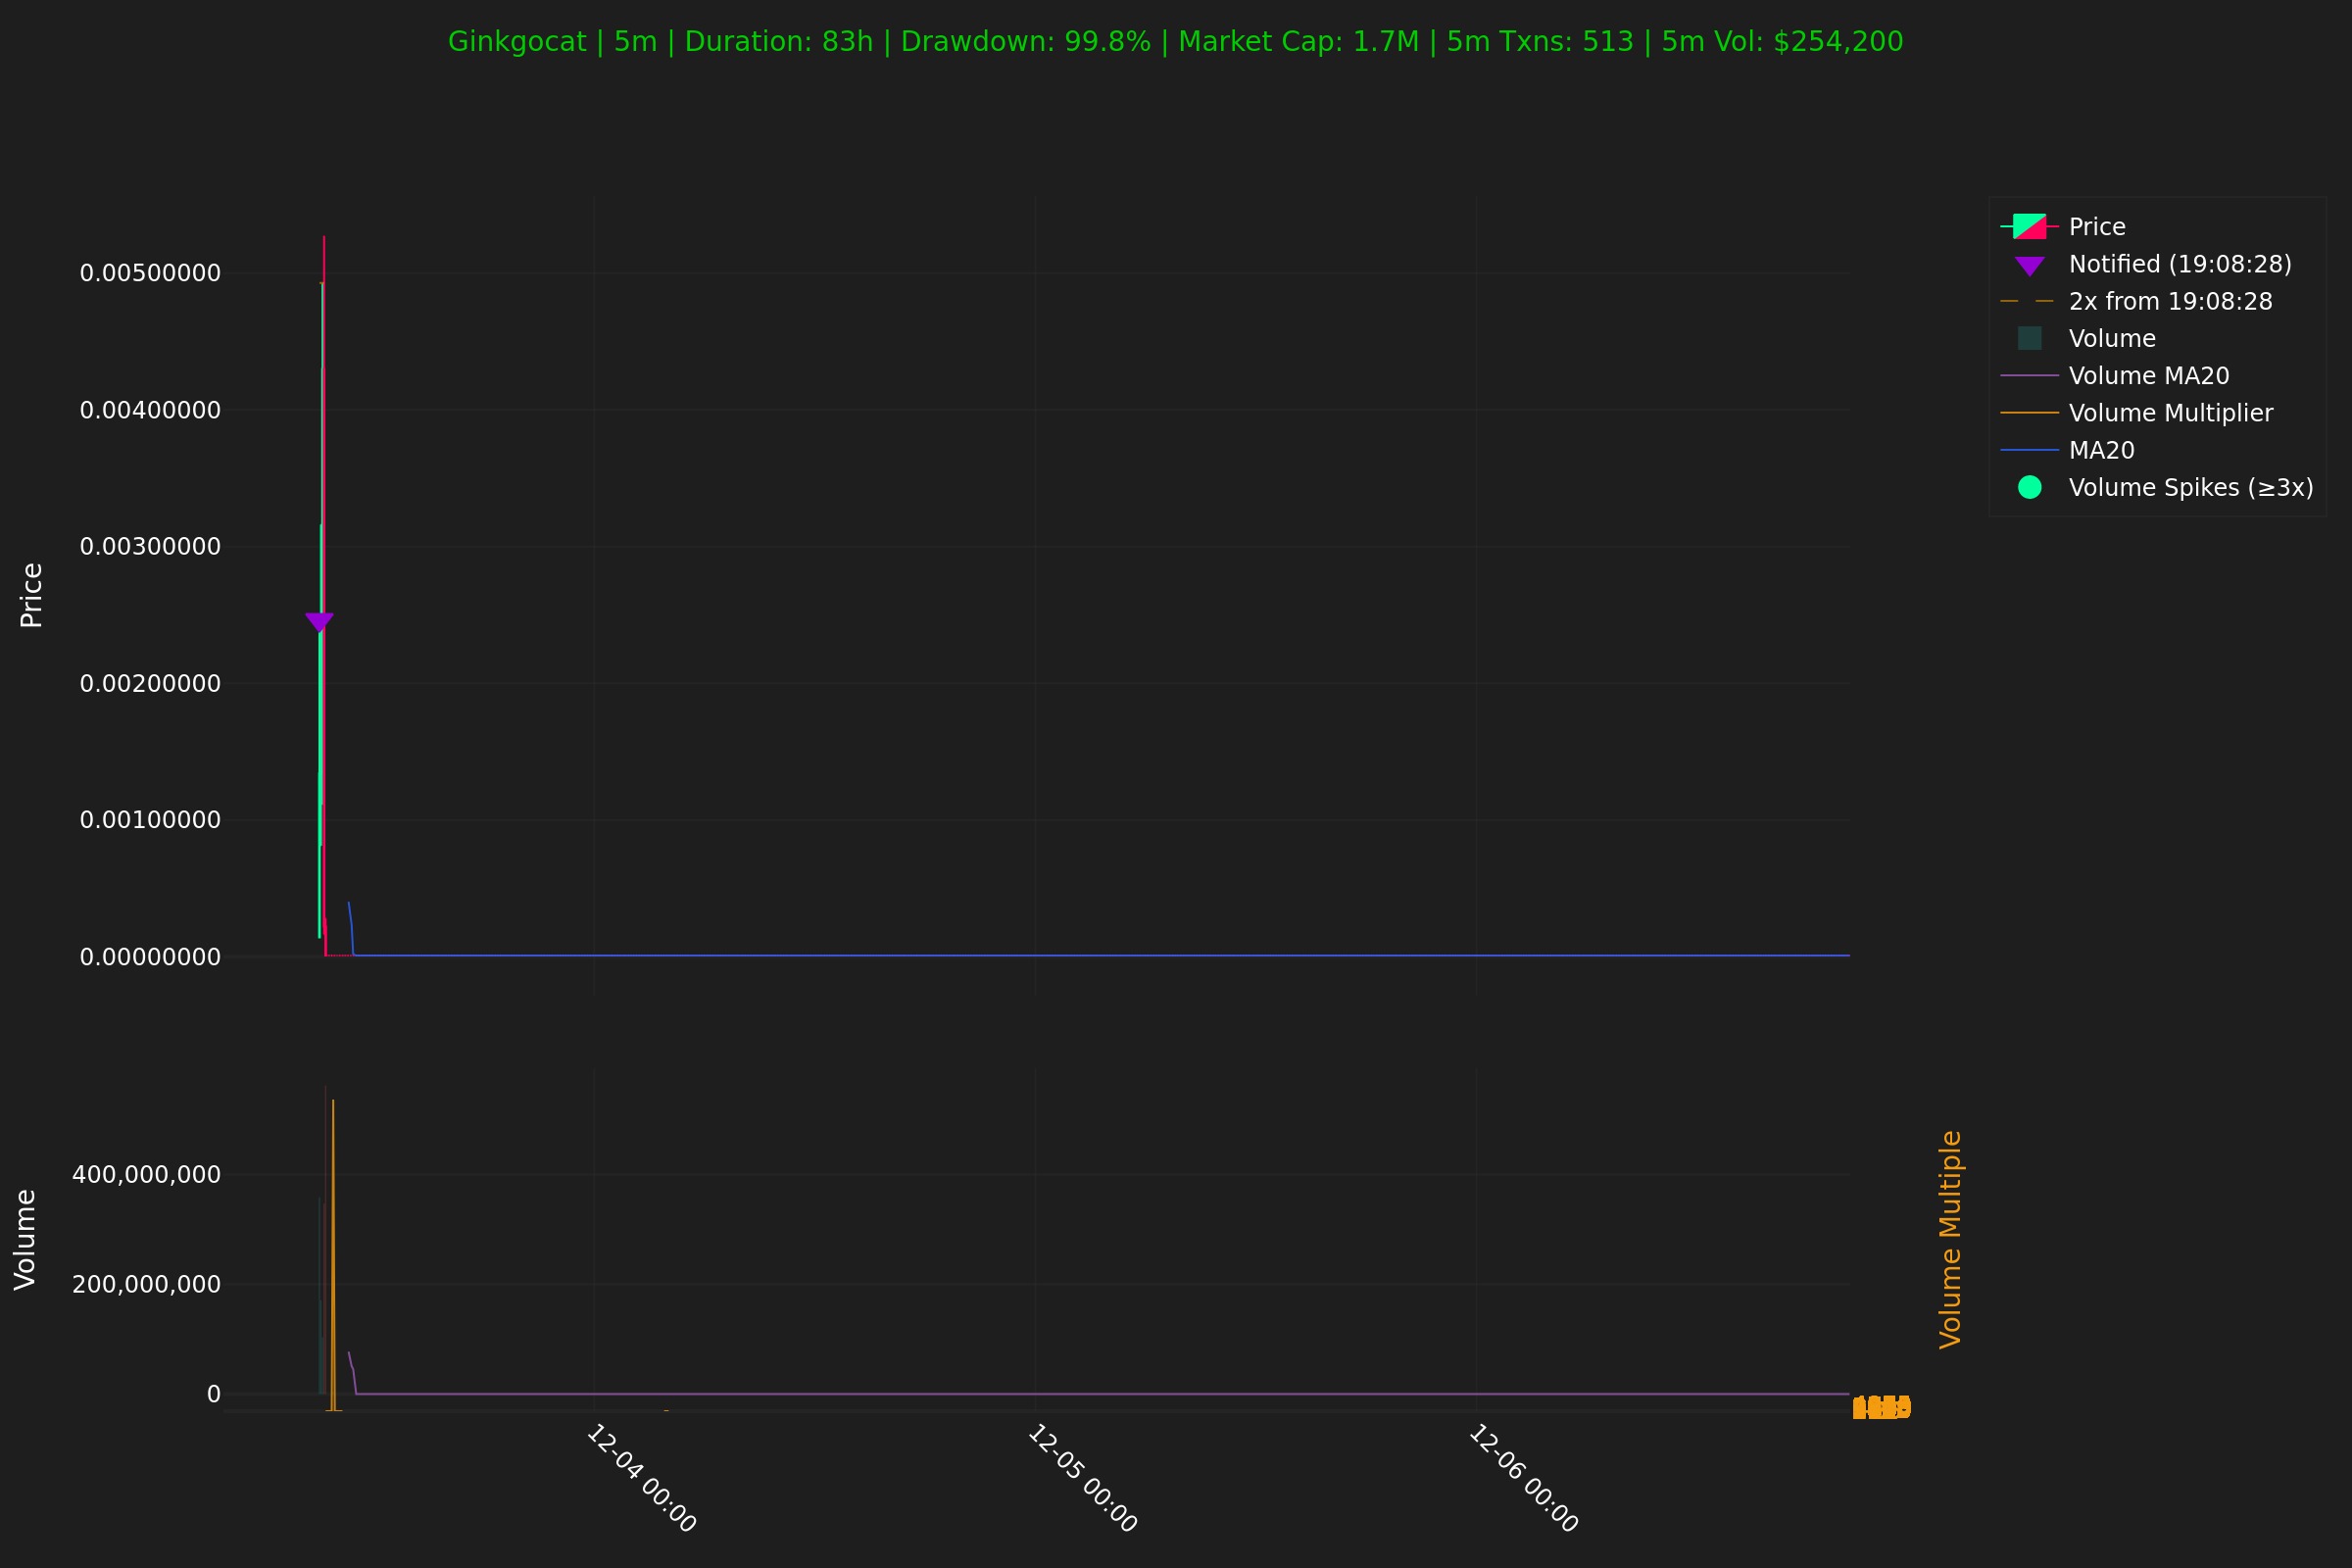 Ginkgocat | 5m | Duration: 83h | Drawdown: 99.8% | Market Cap: 1.7M | 5m Txns: 513 | 5m Vol: $254,200
Price
Notified (19:08:28)
2x from 19:08:28
Volume
Volume MA20
Volume Multiplier
MA20
Volume Spikes (≥3x)
Price
0.00500000
0.00400000
0.00300000
0.00200000
0.00100000
0.00000000
Volume
400,000,000
200,000,000
0
Volume Multiple
12-04 00:00
12-05 00:00
12-06 00:00